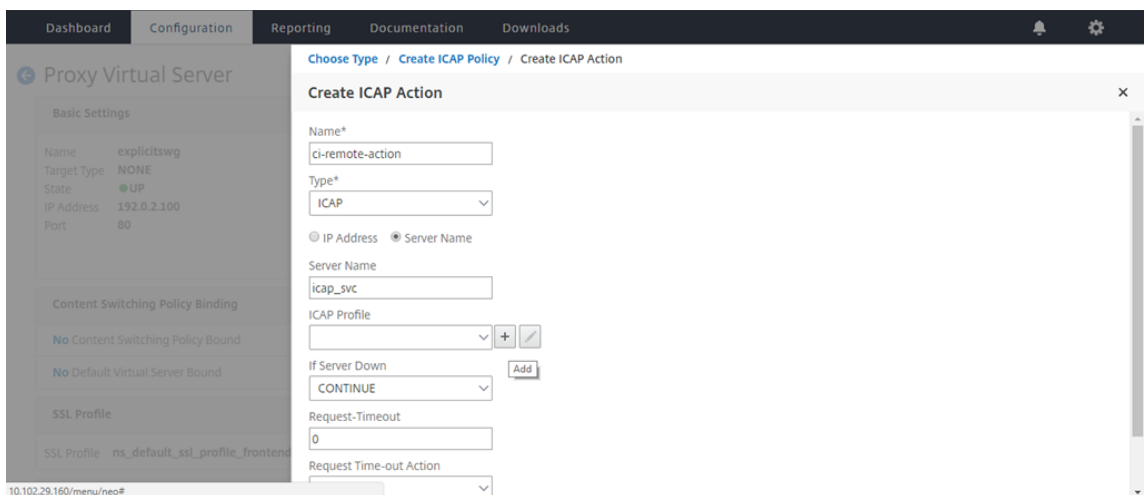 Dashboard Configuration Reporting Documentation Downloads
Choose Type / Create ICAP Policy / Create ICAP Action
Proxy Virtual Server
Create ICAP Action
Basic Settings
Name explicitswg
Target Type NONE
State UP
IP Address 192.0.2.100
Port 80
Content Switching Policy Binding
No Content Switching Policy Bound
No Default Virtual Server Bound
SSL Profile
SSL Profile ns_default_ssl_profile_frontend
Name*
ci-remote-action
Type*
ICAP
IP Address Server Name
Server Name
icap_svc
ICAP Profile
If Server Down
Add
CONTINUE
Request-Timeout
0
Request Time-out Action
10.102.29.160/menu/neo#